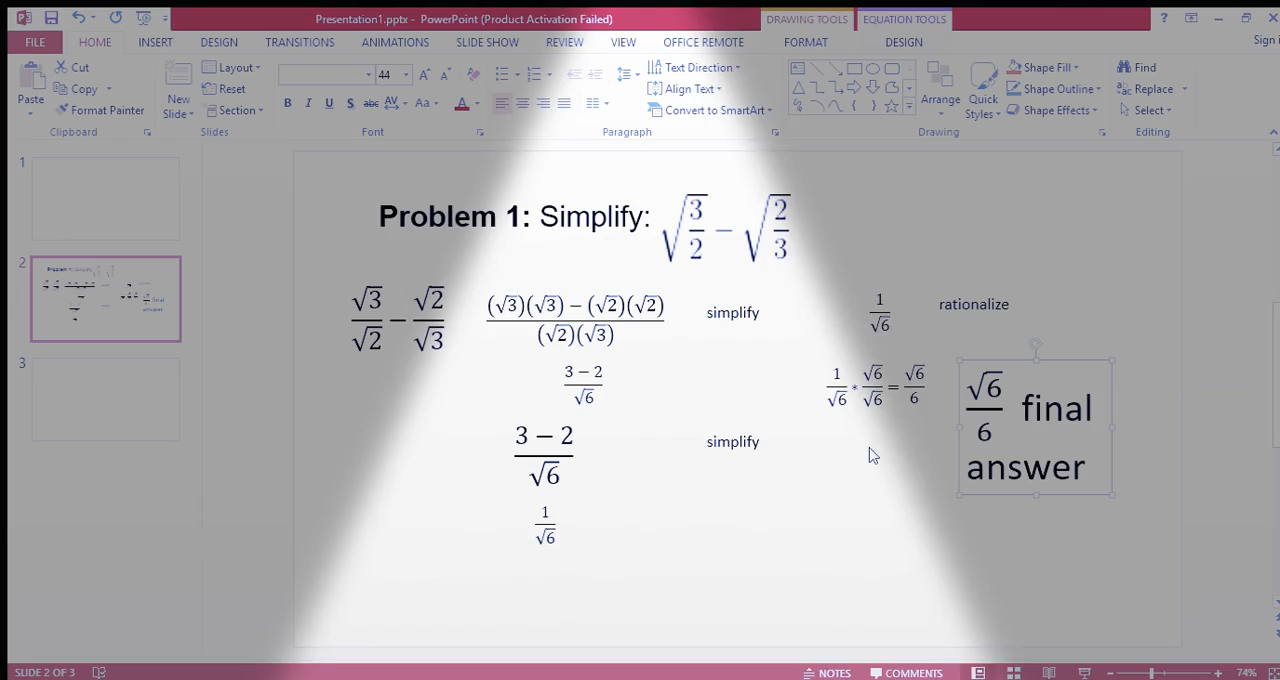 Presentation1.pptx - PowerPoint (Product Activation Failed)
DRAWING TOOLS
EQUATION TOOLS
FILE
HOME
INSERT
DESIGN
TRANSITIONS
ANIMATIONS
SLIDE SHOW
REVIEW
VIEW
OFFICE REMOTE
FORMAT
DESIGN
Sign
Paste
Cut
Copy
Format Painter
Clipboard
New
Slide
Layout
Reset
Section
Slides
44
B I U S abc AV Aa A
Font
Text Direction
Align Text
Convert to SmartArt
Paragraph
Arrange
Quick
Styles
Shape Fill
Shape Outline
Shape Effects
Drawing
Find
Replace
Select
Editing
1
2
3
Problem 1: Simplify: √(3/2) − √(2/3)
√3/√2 − √2/√3
((√3)(√3) − (√2)(√2))/((√2)(√3))
simplify
(3 − 2)/√6
(3 − 2)/√6
simplify
1/√6
1/√6
rationalize
1/√6 * √6/√6 = √6/6
√6/6 final
answer
SLIDE 2 OF 3
NOTES
COMMENTS
74%